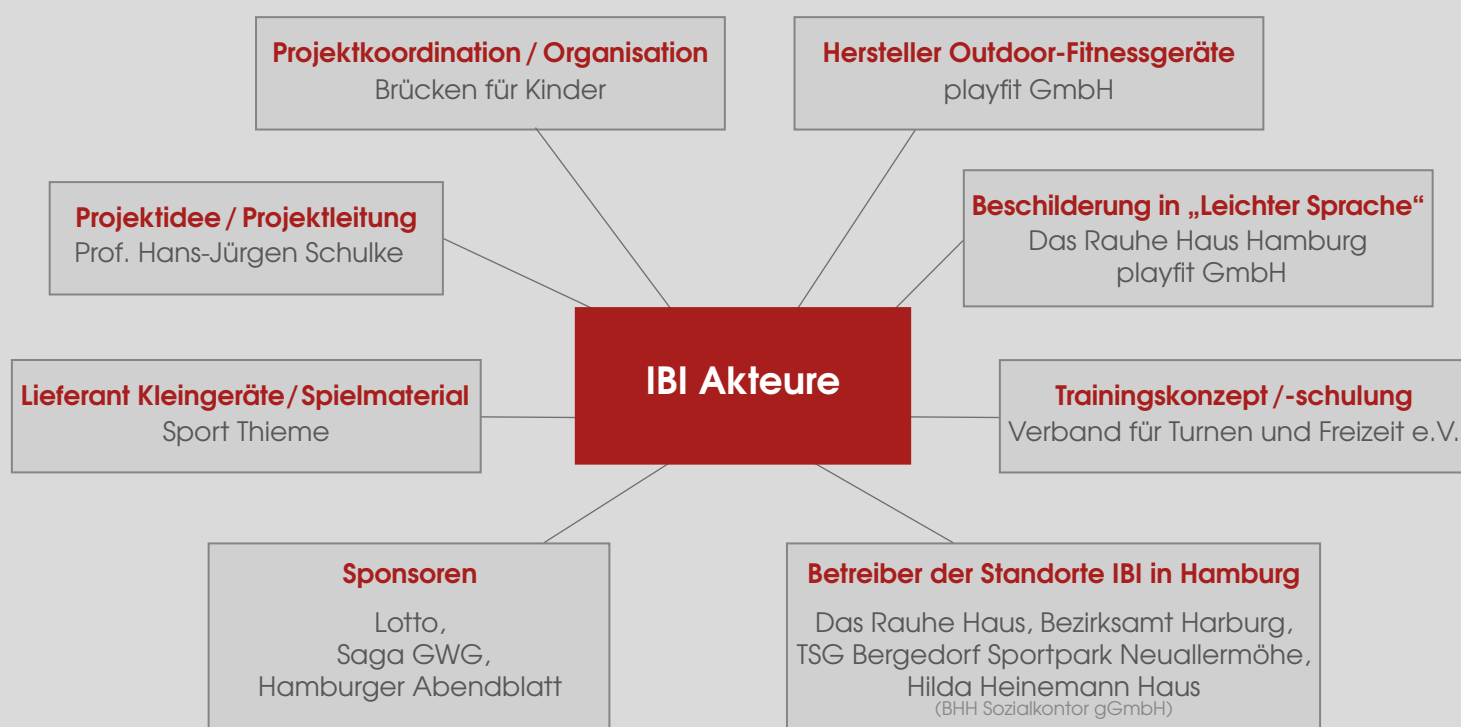 Projektkoordination / Organisation
Brücken für Kinder
Hersteller Outdoor-Fitnessgeräte
playfit GmbH
Projektidee / Projektleitung
Prof. Hans-Jürgen Schulke
Beschilderung in „Leichter Sprache“
Das Rauhe Haus Hamburg
playfit GmbH
IBI Akteure
Lieferant Kleingeräte / Spielmaterial
Sport Thieme
Trainingskonzept /-schulung
Verband für Turnen und Freizeit e.V.
Sponsoren
Lotto,
Saga GWG,
Hamburger Abendblatt
Betreiber der Standorte IBI in Hamburg
Das Rauhe Haus, Bezirksamt Harburg,
TSG Bergedorf Sportpark Neuallermöhe,
Hilda Heinemann Haus
(BHH Sozialkontor gGmbH)